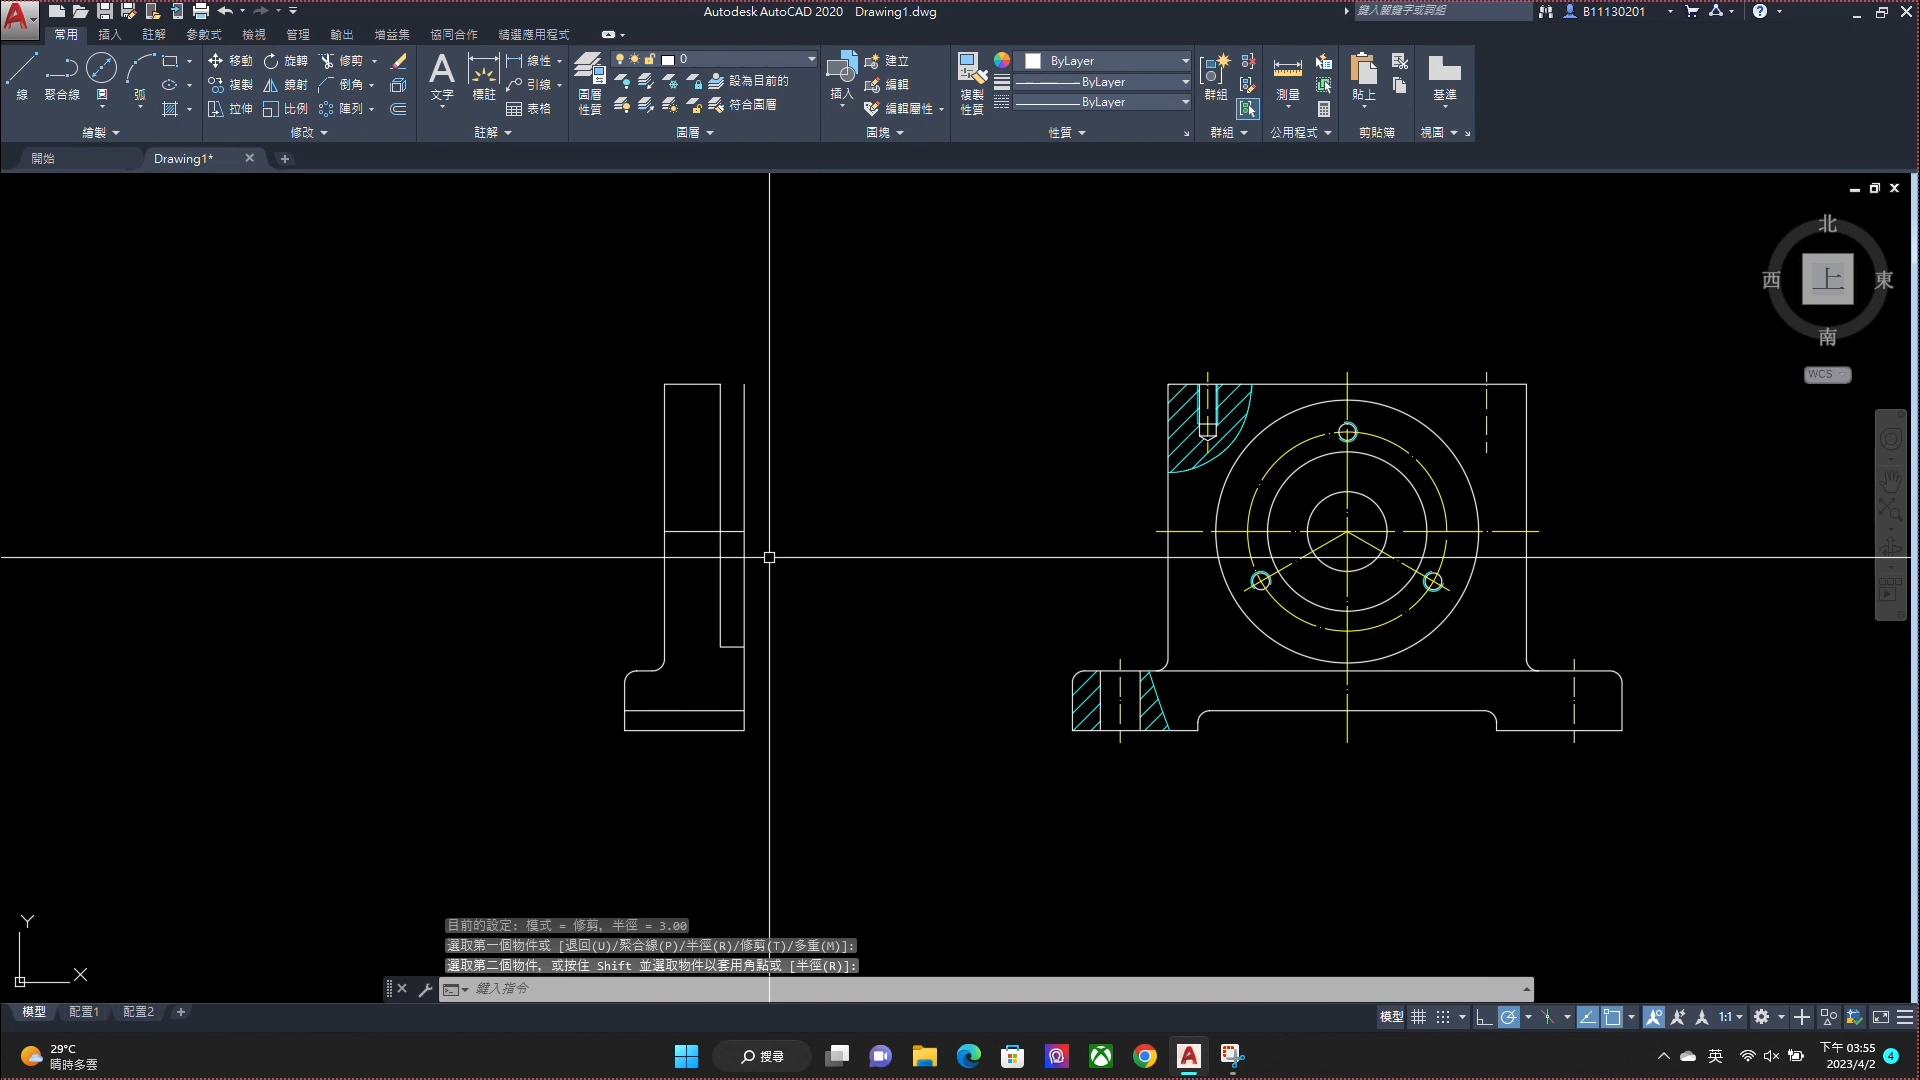 Autodesk AutoCAD 2020 Drawing1.dwg
鍵入關鍵字或詞組
B11130201
常用 插入 註解 參數式 檢視 管理 輸出 增益集 協同合作 精選應用程式
線 聚合線 圓 弧
移動 旋轉 修剪
複製 鏡射 倒角
拉伸 比例 陣列
文字 標註
線性
引線
表格
圖層
性質
0
設為目前的
符合圖層
插入
建立
編輯
編輯屬性
複製
性質
ByLayer
ByLayer
ByLayer
群組
測量
貼上
基準
繪製 修改 註解 圖層 圖塊 性質 群組 公用程式 剪貼簿 視圖
開始 Drawing1*
北
西 上 東
南
WCS
Y
X
目前的設定: 模式 = 修剪, 半徑 = 3.00
選取第一個物件或 [退回(U)/聚合線(P)/半徑(R)/修剪(T)/多重(M)]:
選取第二個物件, 或按住 Shift 並選取物件以套用角點或 [半徑(R)]:
鍵入指令
模型 配置1 配置2
模型 1:1
29°C
晴時多雲
搜尋
英
下午 03:55
2023/4/2
4